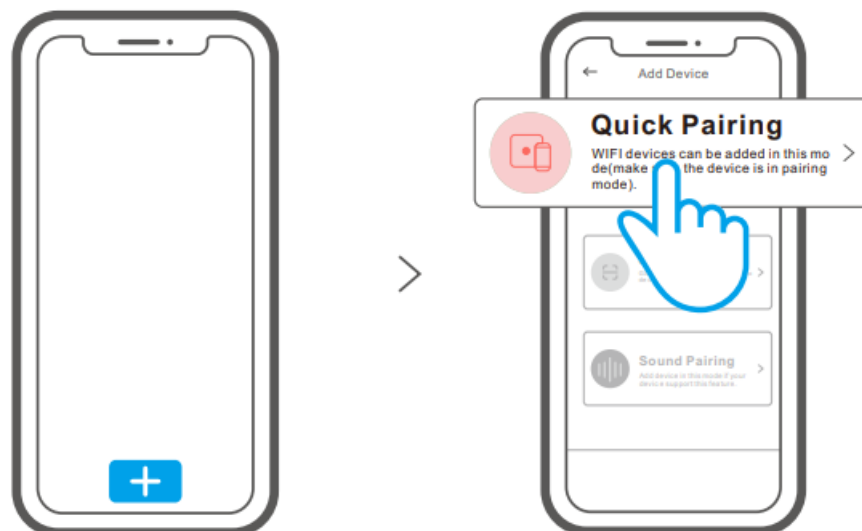 Add Device
Quick Pairing
WIFI devices can be added in this mo
de(make the device is in pairing
mode).
Sound Pairing
Add device in this mode if your
device support this feature.